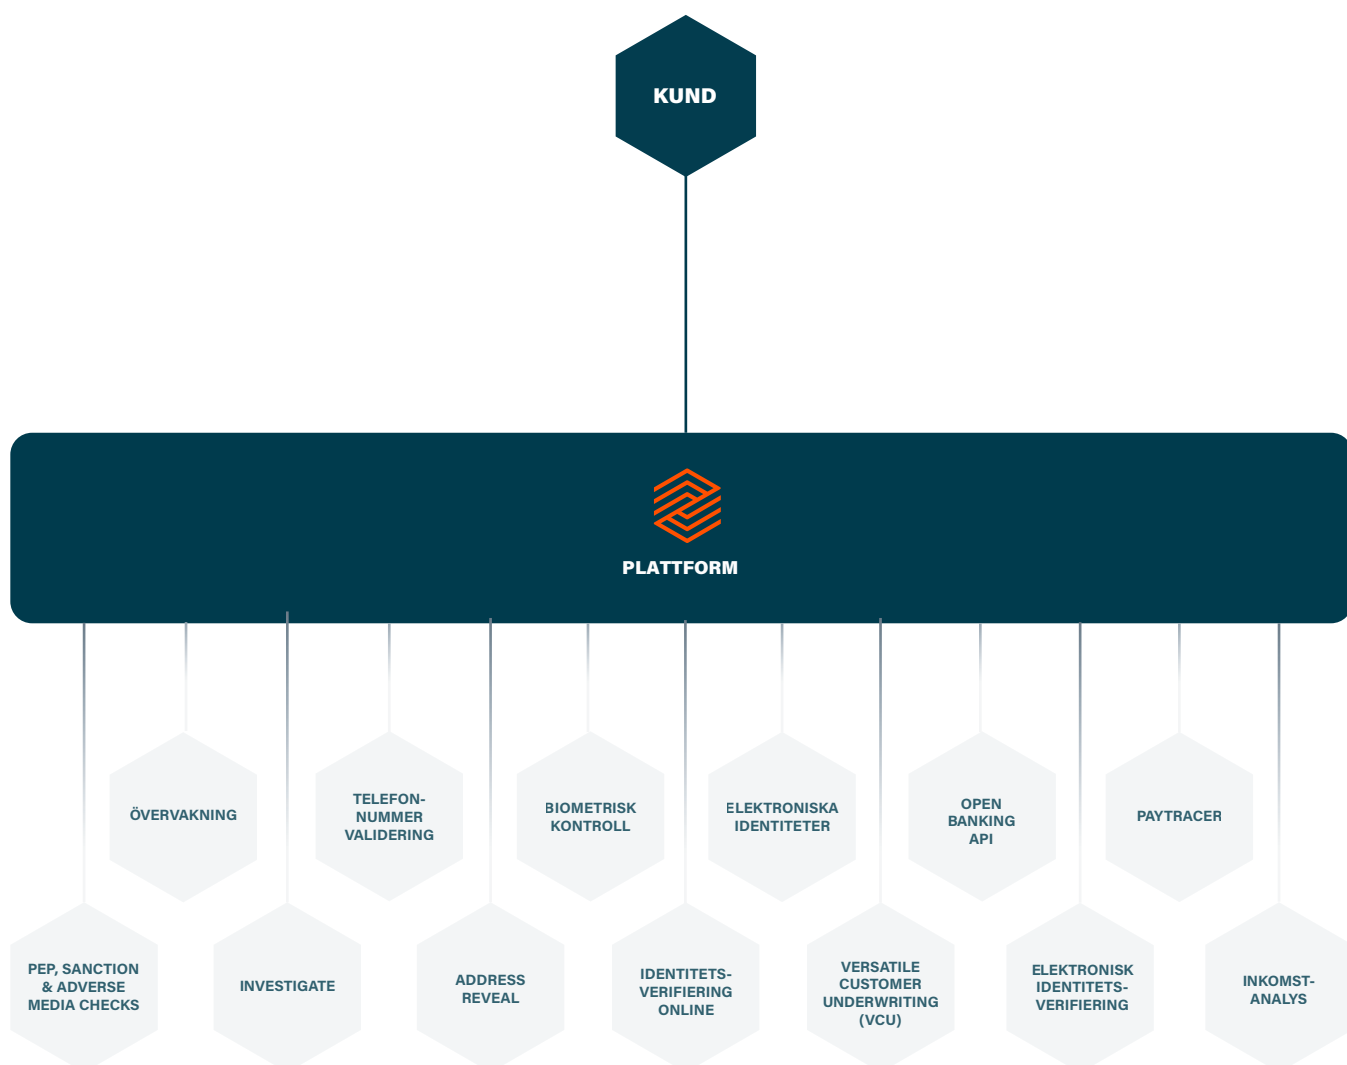 KUND
PLATTFORM
ÖVERVAKNING
TELEFON-
NUMMER
VALIDERING
BIOMETRISK
KONTROLL
ELEKTRONISKA
IDENTITETER
OPEN
BANKING
API
PAYTRACER
PEP, SANCTION
& ADVERSE
MEDIA CHECKS
INVESTIGATE
ADDRESS
REVEAL
IDENTITETS-
VERIFIERING
ONLINE
VERSATILE
CUSTOMER
UNDERWRITING
(VCU)
ELEKTRONISK
IDENTITETS-
VERIFIERING
INKOMST-
ANALYS